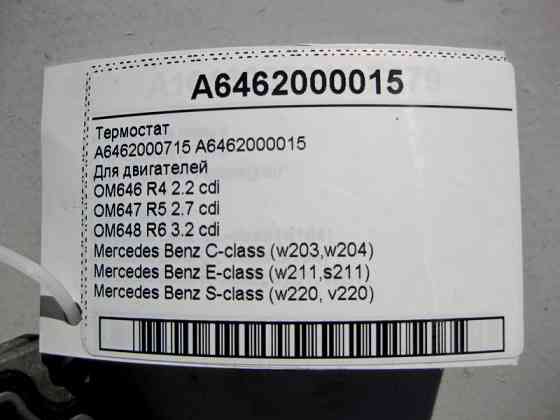 A6462000015
Термостат
A6462000715 A6462000015
Для двигателей
OM646 R4 2.2 cdi
OM647 R5 2.7 cdi
OM648 R6 3.2 cdi
Mercedes Benz C-class (w203,w204)
Mercedes Benz E-class (w211,s211)
Mercedes Benz S-class (w220, v220)